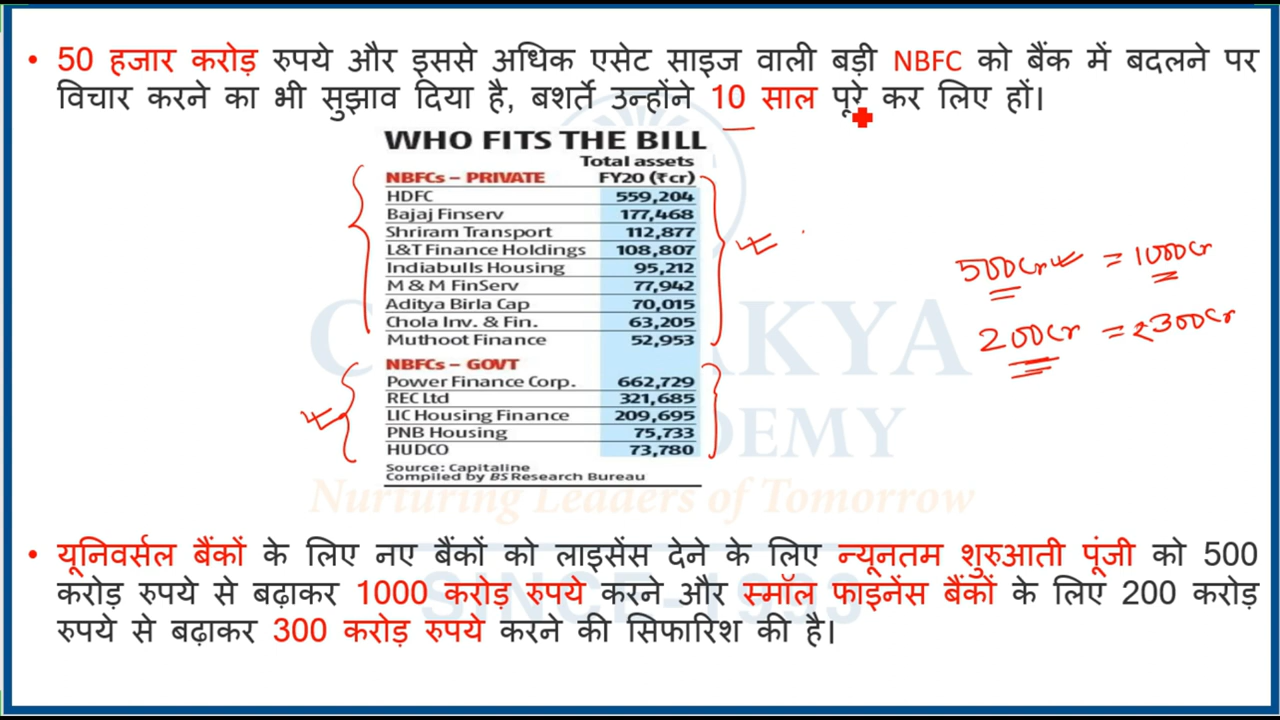 • 50 हजार करोड़ रुपये और इससे अधिक एसेट साइज वाली बड़ी NBFC को बैंक में बदलने पर
विचार करने का भी सुझाव दिया है, बशर्ते उन्होंने 10 साल पूरे कर लिए हों।
WHO FITS THE BILL
Total assets
NBFCs – PRIVATE FY20 (₹cr)
HDFC 559,204
Bajaj Finserv 177,468
Shriram Transport 112,877
L&T Finance Holdings 108,807
Indiabulls Housing 95,212
M & M FinServ 77,942
Aditya Birla Cap 70,015
Chola Inv. & Fin. 63,205
Muthoot Finance 52,953
NBFCs – GOVT
Power Finance Corp. 662,729
REC Ltd 321,685
LIC Housing Finance 209,695
PNB Housing 75,733
HUDCO 73,780
Source: Capitaline
Compiled by BS Research Bureau
500Cr = 1000Cr
200Cr = 300Cr
ACADEMY
Nurturing Leaders of Tomorrow
SINCE-1993
• यूनिवर्सल बैंकों के लिए नए बैंकों को लाइसेंस देने के लिए न्यूनतम शुरुआती पूंजी को 500
करोड़ रुपये से बढ़ाकर 1000 करोड़ रुपये करने और स्मॉल फाइनेंस बैंकों के लिए 200 करोड़
रुपये से बढ़ाकर 300 करोड़ रुपये करने की सिफारिश की है।